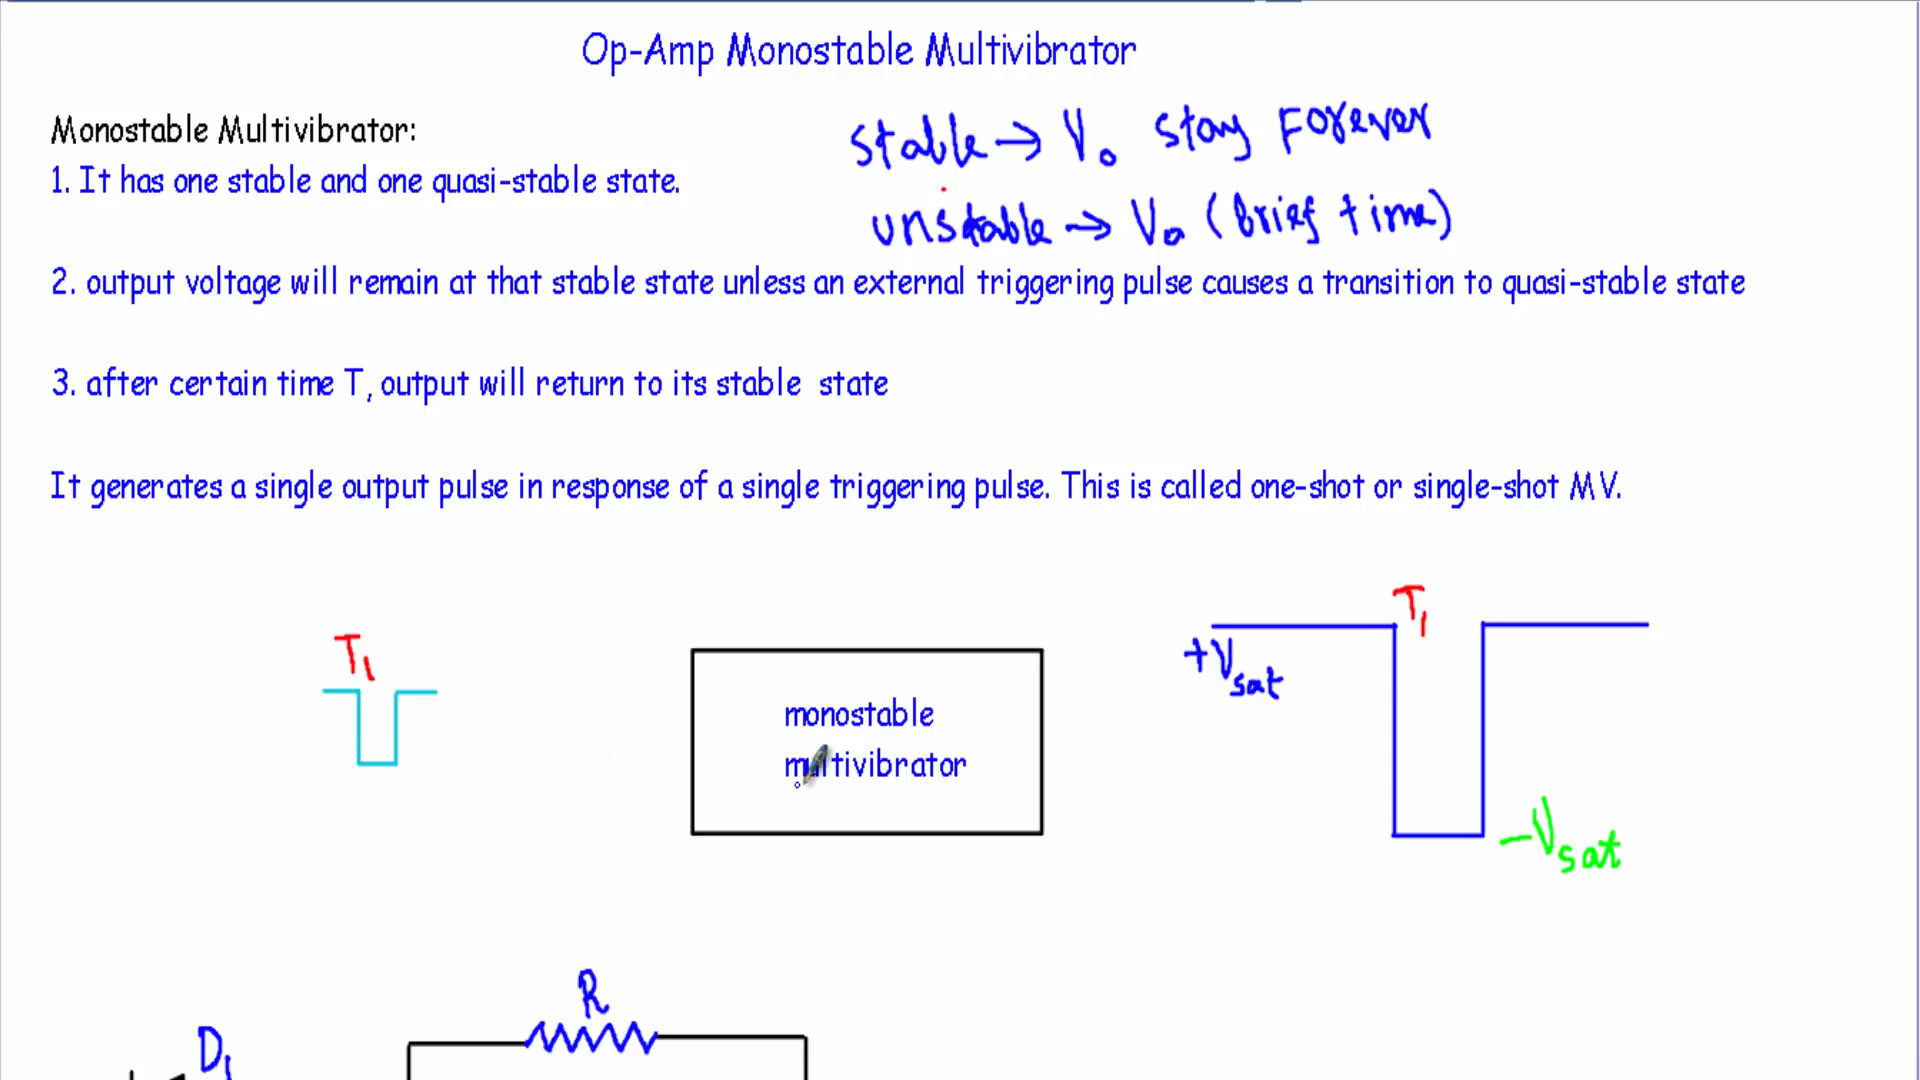 Op-Amp Monostable Multivibrator
Monostable Multivibrator:
stable → Vo stay Forever
1. It has one stable and one quasi-stable state.
unstable → Vo (brief time)
2. output voltage will remain at that stable state unless an external triggering pulse causes a transition to quasi-stable state
3. after certain time T, output will return to its stable state
It generates a single output pulse in response of a single triggering pulse. This is called one-shot or single-shot MV.
T1
T1
+Vsat
monostable
multivibrator
-Vsat
R
D1